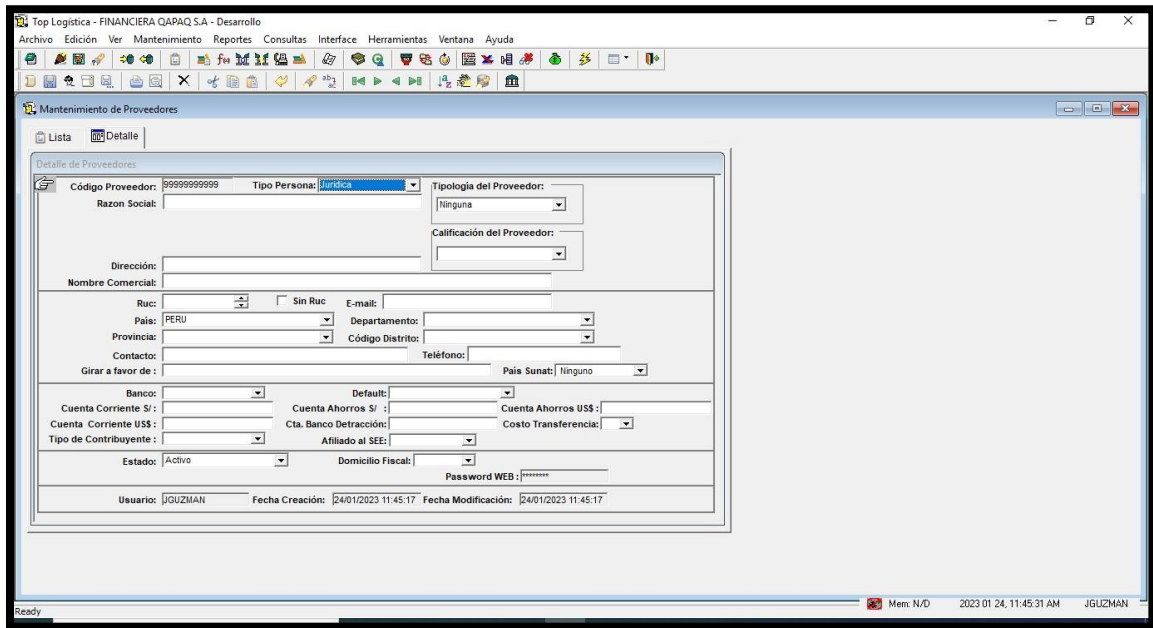 Top Logística - FINANCIERA QAPAQ S.A - Desarrollo
Archivo Edición Ver Mantenimiento Reportes Consultas Interface Herramientas Ventana Ayuda
Mantenimiento de Proveedores
Lista Detalle
Detalle de Proveedores
Código Proveedor: 99999999999 Tipo Persona: Juridica Tipologia del Proveedor:
Razon Social: Ninguna
Calificación del Proveedor:
Dirección:
Nombre Comercial:
Ruc: Sin Ruc E-mail:
Pais: PERU Departamento:
Provincia: Código Distrito:
Contacto: Teléfono:
Girar a favor de : Pais Sunat: Ninguno
Banco: Default:
Cuenta Corriente S/ : Cuenta Ahorros S/ : Cuenta Ahorros US$ :
Cuenta Corriente US$ : Cta. Banco Detracción: Costo Transferencia:
Tipo de Contribuyente : Afiliado al SEE:
Estado: Activo Domicilio Fiscal:
Password WEB : ********
Usuario: JGUZMAN Fecha Creación: 24/01/2023 11:45:17 Fecha Modificación: 24/01/2023 11:45:17
Ready Mem: N/D 2023 01 24, 11:45:31 AM JGUZMAN